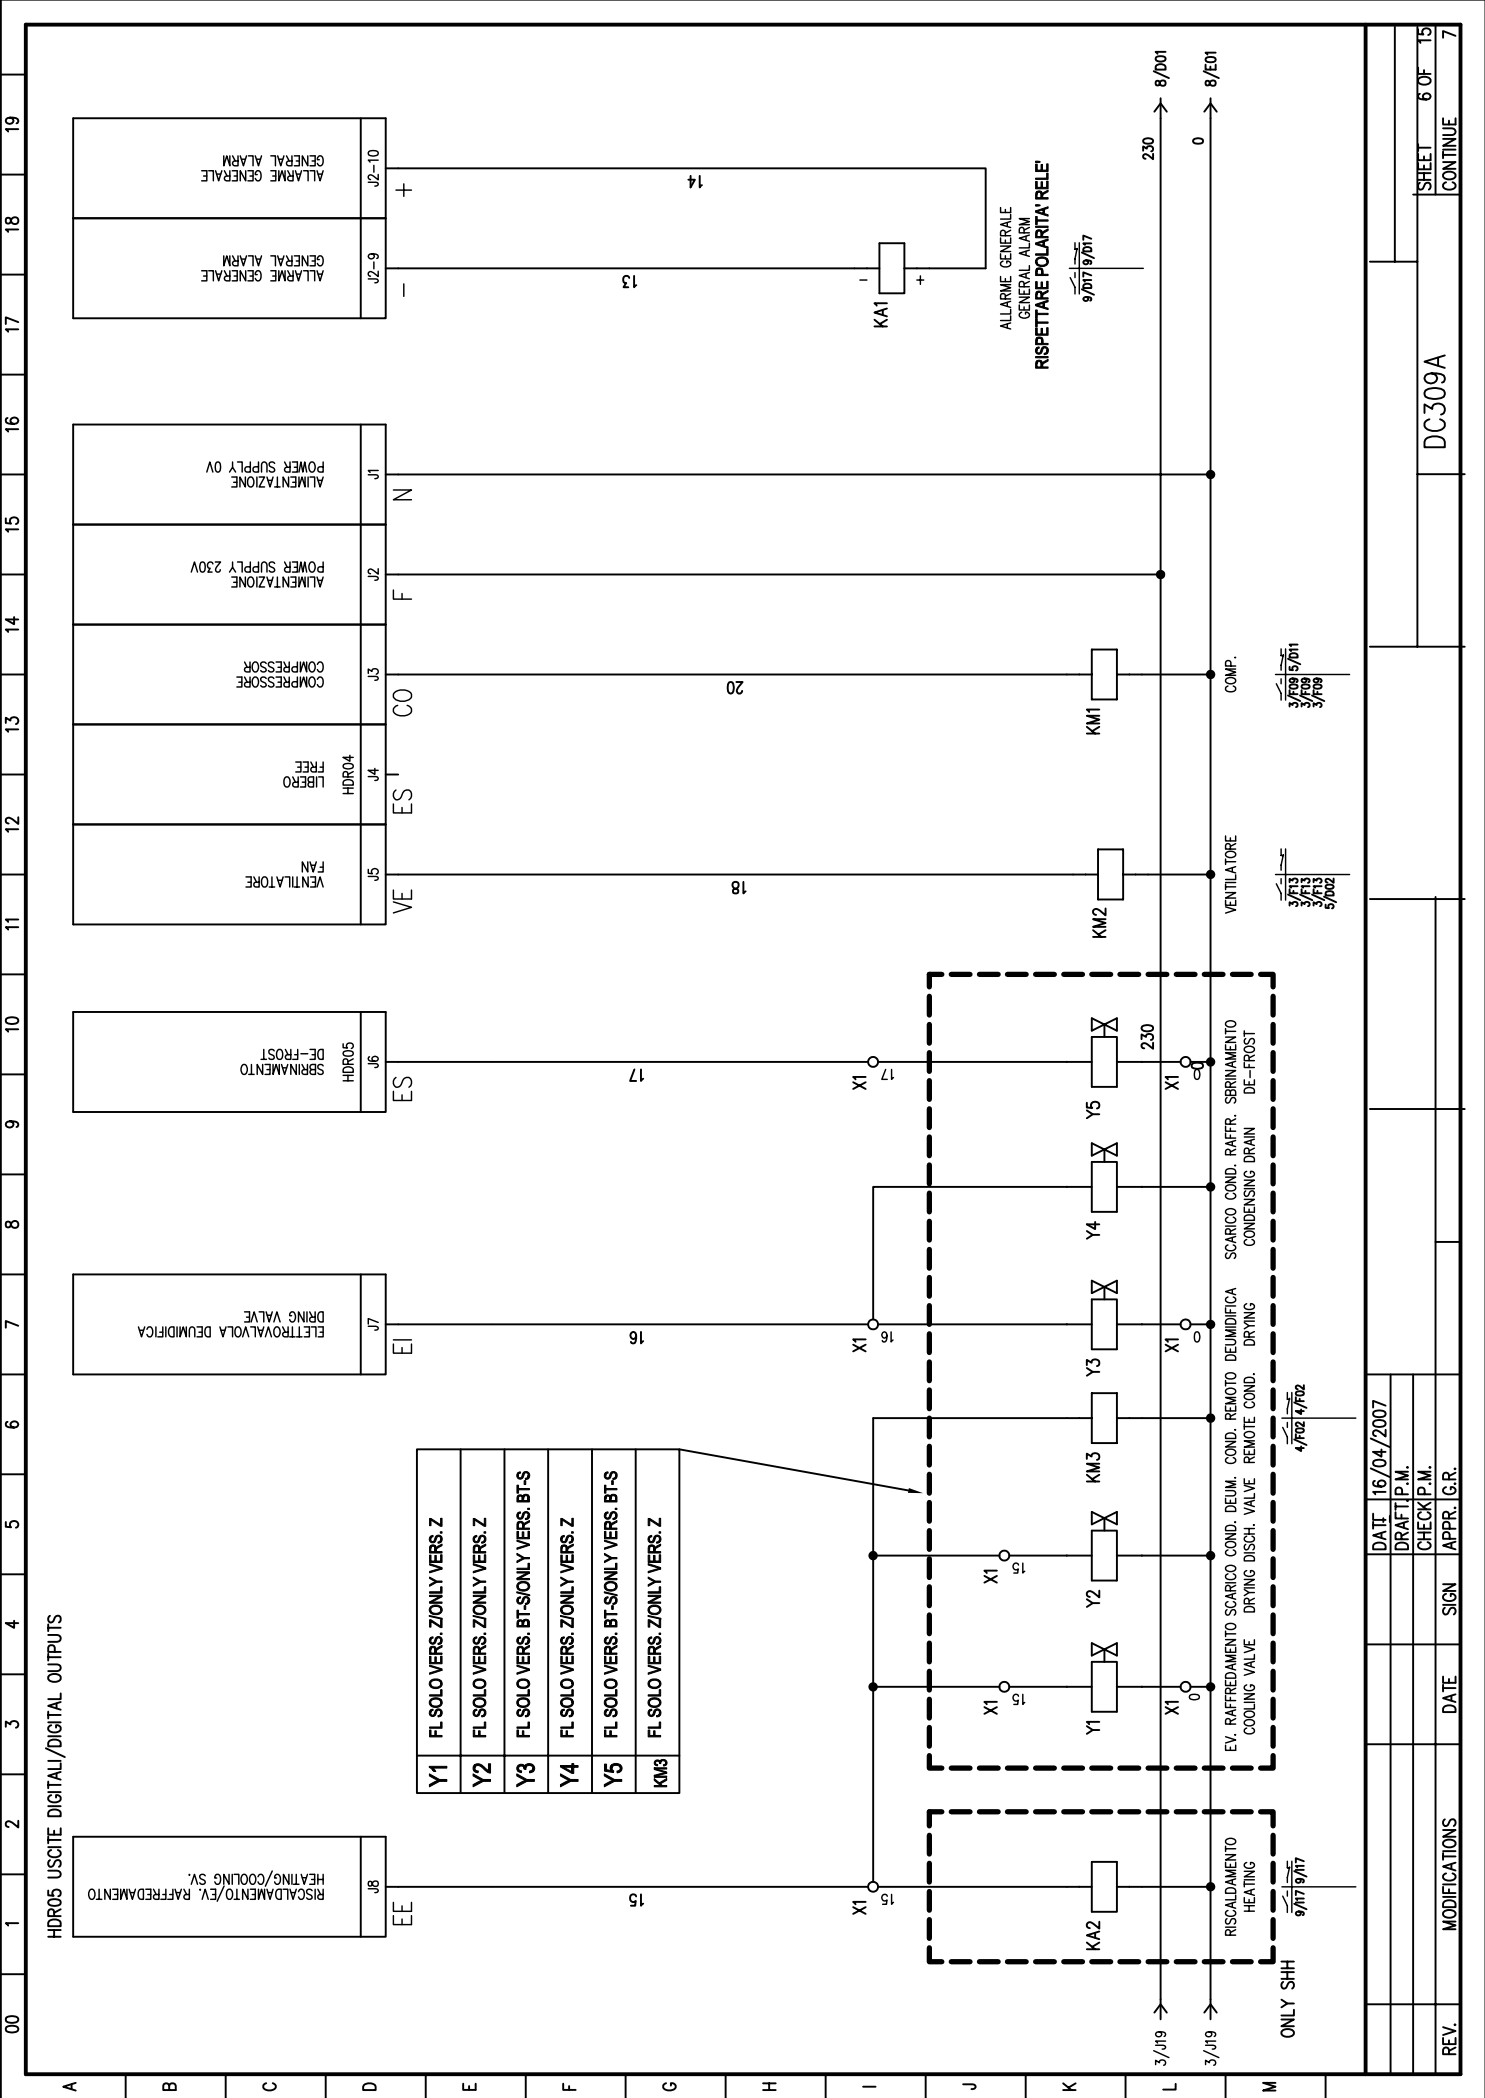 00 1 2 3 4 5 6 7 8 9 10 11 12 13 14 15 16 17 18 19
A
B
C
D
E
F
G
H
I
J
K
L
M
HDR05 USCITE DIGITALI/DIGITAL OUTPUTS
RISCALDAMENTO/EV. RAFFREDAMENTO
HEATING/COOLING SV.
J8
EE
ELETTROVALVOLA DEUMIDIFICA
DRING VALVE
J7
EI
SBRINAMENTO
DE-FROST
HDR05
J6
ES
VENTILATORE
FAN
J5
VE
LIBERO
FREE
HDR04
J4
ES
COMPRESSORE
COMPRESSOR
J3
CO
ALIMENTAZIONE
POWER SUPPLY 230V
J2
F
ALIMENTAZIONE
POWER SUPPLY 0V
J1
N
ALLARME GENERALE
GENERAL ALARM
J2-9
-
ALLARME GENERALE
GENERAL ALARM
J2-10
+
Y1 FL SOLO VERS. Z/ONLY VERS. Z
Y2 FL SOLO VERS. Z/ONLY VERS. Z
Y3 FL SOLO VERS. BT-S/ONLY VERS. BT-S
Y4 FL SOLO VERS. Z/ONLY VERS. Z
Y5 FL SOLO VERS. BT-S/ONLY VERS. BT-S
KM3 FL SOLO VERS. Z/ONLY VERS. Z
15
16
17
18
20
13
14
X1
15
X1
16
X1
17
-
KA1
+
X1
15
X1
15
ALLARME GENERALE
GENERAL ALARM
RISPETTARE POLARITA' RELE'
9/D17 9/D17
KA2
Y1
Y2
KM3
Y3
Y4
Y5
KM2
KM1
3/J19
230
230
8/D01
X1
0
X1
0
X1
0
3/J19
0
8/E01
RISCALDAMENTO
HEATING
EV. RAFFREDAMENTO
COOLING VALVE
SCARICO COND. DEUM.
DRYING DISCH. VALVE
COND. REMOTO
REMOTE COND.
DEUMIDIFICA
DRYING
SCARICO COND. RAFFR.
CONDENSING DRAIN
SBRINAMENTO
DE-FROST
VENTILATORE
COMP.
ONLY SHH
9/I17 9/I17
4/F02 4/F02
3/F13
3/F13
3/F13
5/D02
3/F09 5/D11
3/F09
3/F09
REV. MODIFICATIONS DATE SIGN
DATE 16/04/2007
DRAFT. P.M.
CHECK P.M.
APPR. G.R.
DC309A
SHEET 6 OF 15
CONTINUE 7